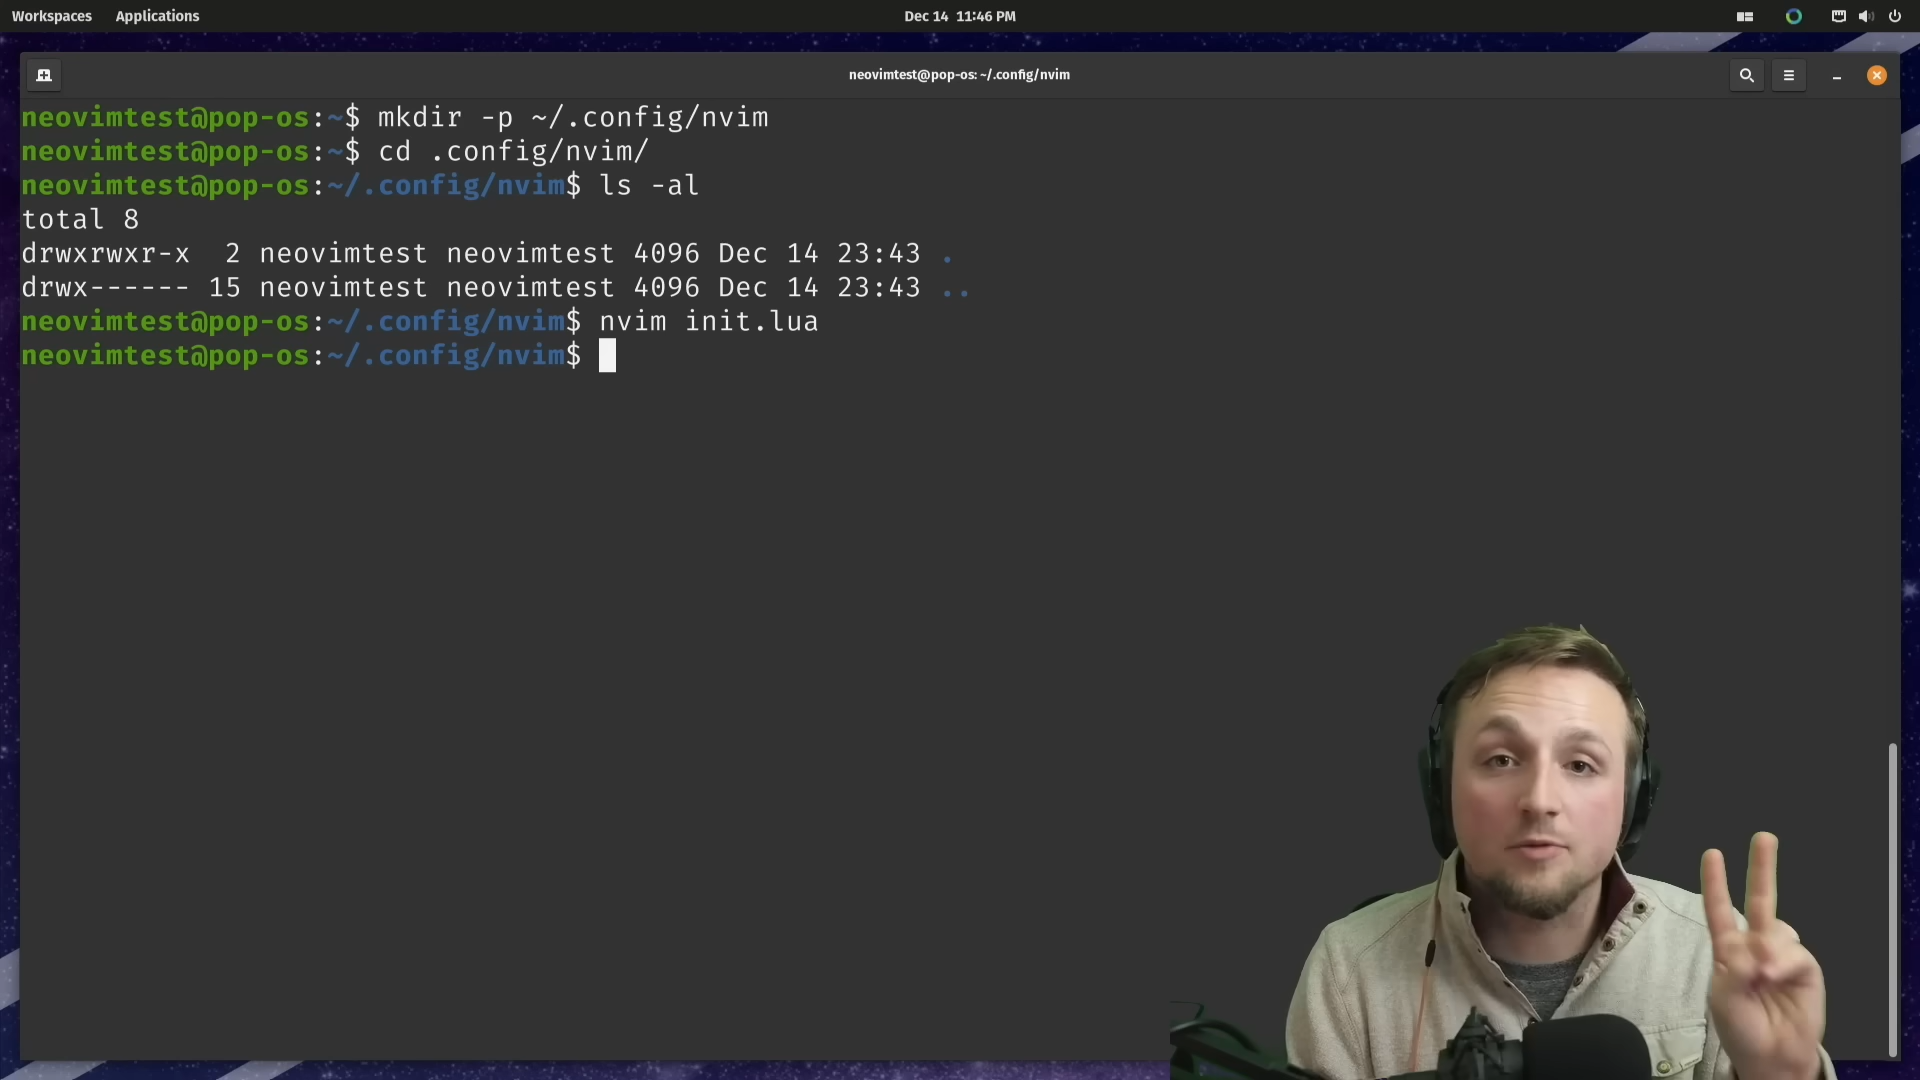 Workspaces Applications Dec 14 11:46 PM
neovimtest@pop-os: ~/.config/nvim
neovimtest@pop-os:~$ mkdir -p ~/.config/nvim
neovimtest@pop-os:~$ cd .config/nvim/
neovimtest@pop-os:~/.config/nvim$ ls -al
total 8
drwxrwxr-x  2 neovimtest neovimtest 4096 Dec 14 23:43 .
drwx------ 15 neovimtest neovimtest 4096 Dec 14 23:43 ..
neovimtest@pop-os:~/.config/nvim$ nvim init.lua
neovimtest@pop-os:~/.config/nvim$